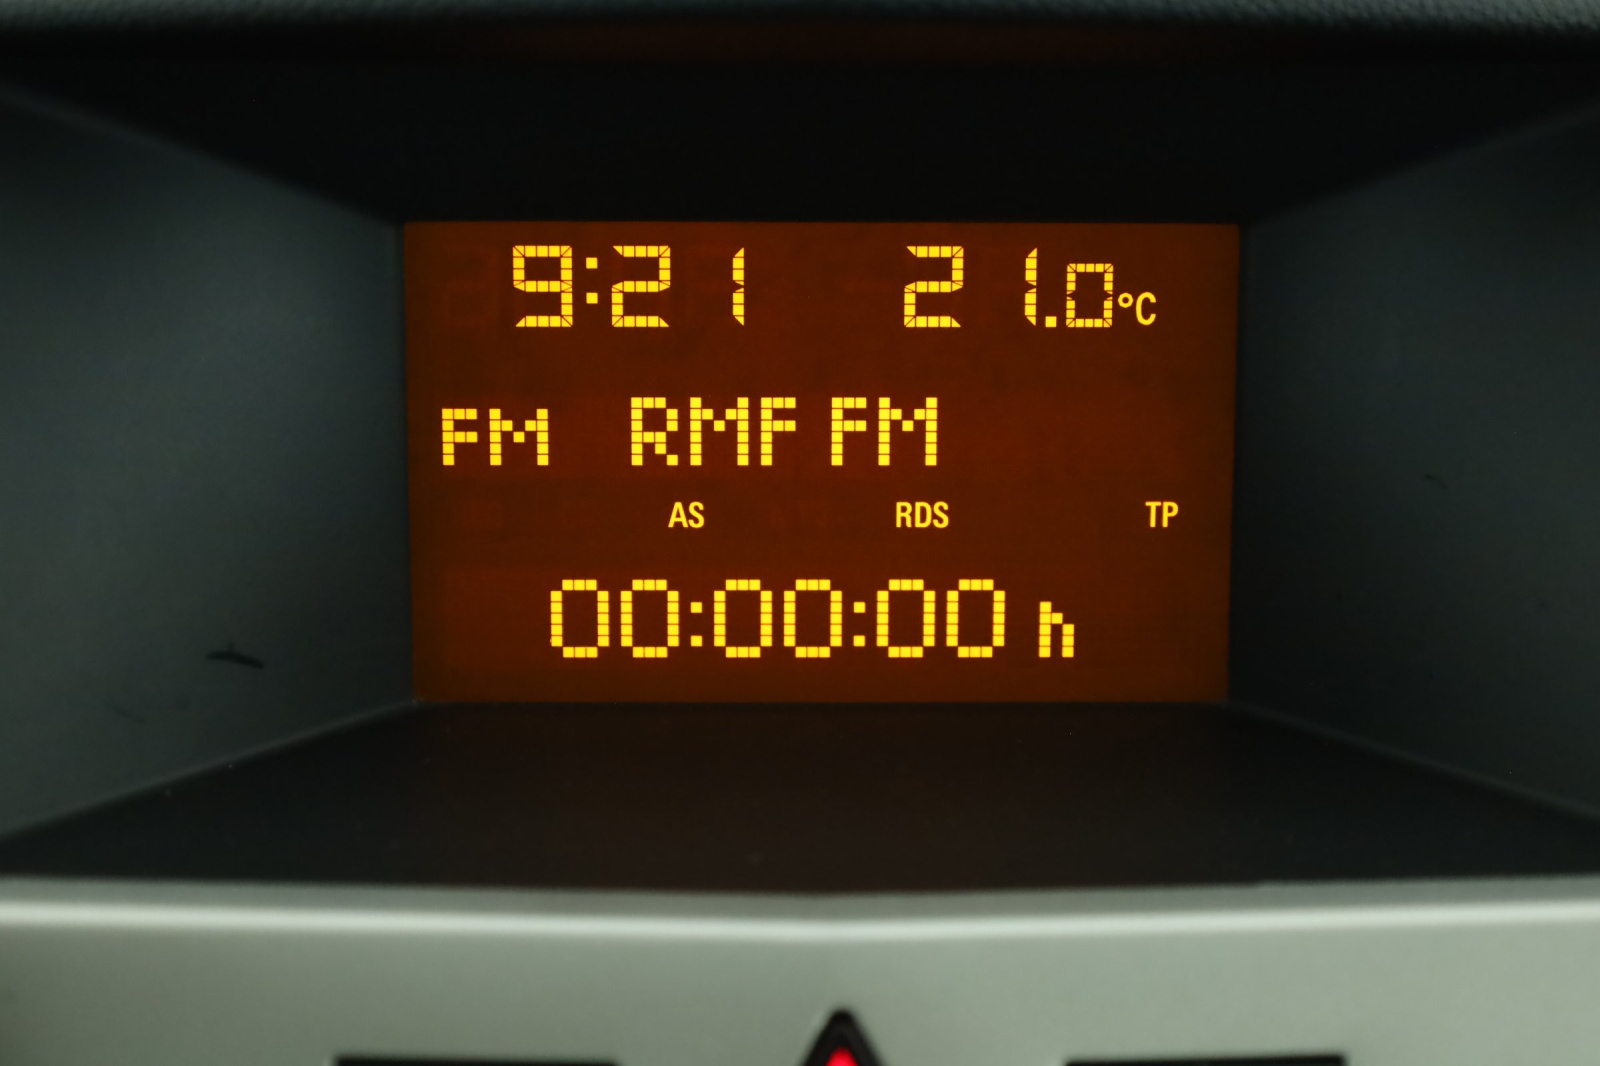 9:21 21.0°C
FM RMF FM
AS RDS TP
00:00:00 h